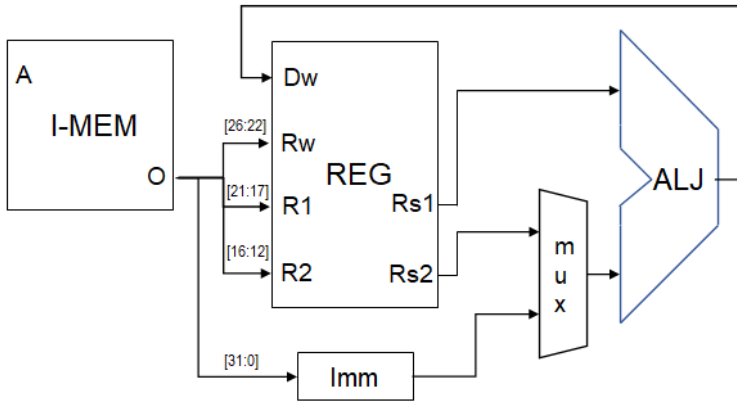 A
I-MEM
O
[26:22]
[21:17]
[16:12]
[31:0]
Dw
Rw
R1
R2
REG
Rs1
Rs2
Imm
m
u
x
ALJ